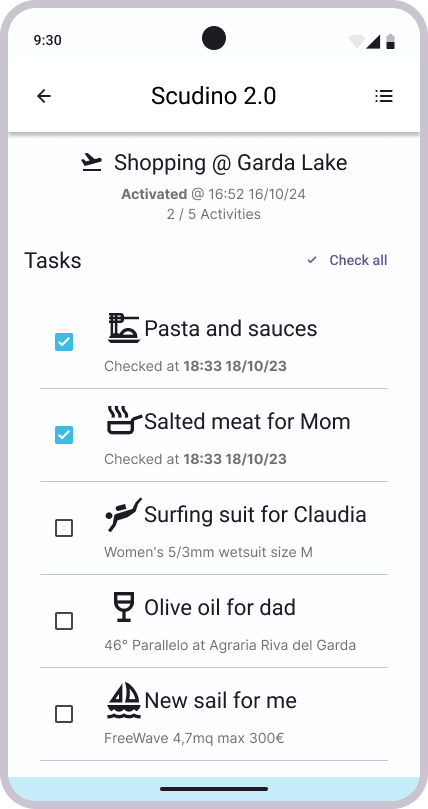 9:30
Scudino 2.0
Shopping @ Garda Lake
Activated @ 16:52 16/10/24
2 / 5 Activities
Tasks
Check all
Pasta and sauces
Checked at 18:33 18/10/23
Salted meat for Mom
Checked at 18:33 18/10/23
Surfing suit for Claudia
Women's 5/3mm wetsuit size M
Olive oil for dad
46° Parallelo at Agraria Riva del Garda
New sail for me
FreeWave 4,7mq max 300€